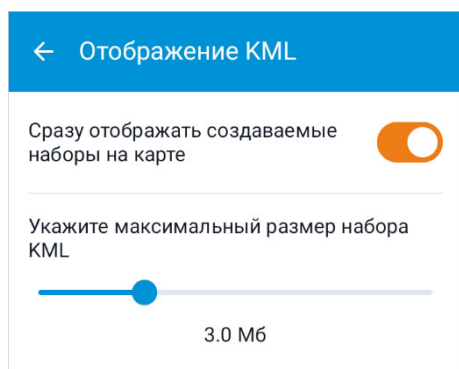 Отображение KML
Сразу отображать создаваемые
наборы на карте
Укажите максимальный размер набора
KML
3.0 Мб